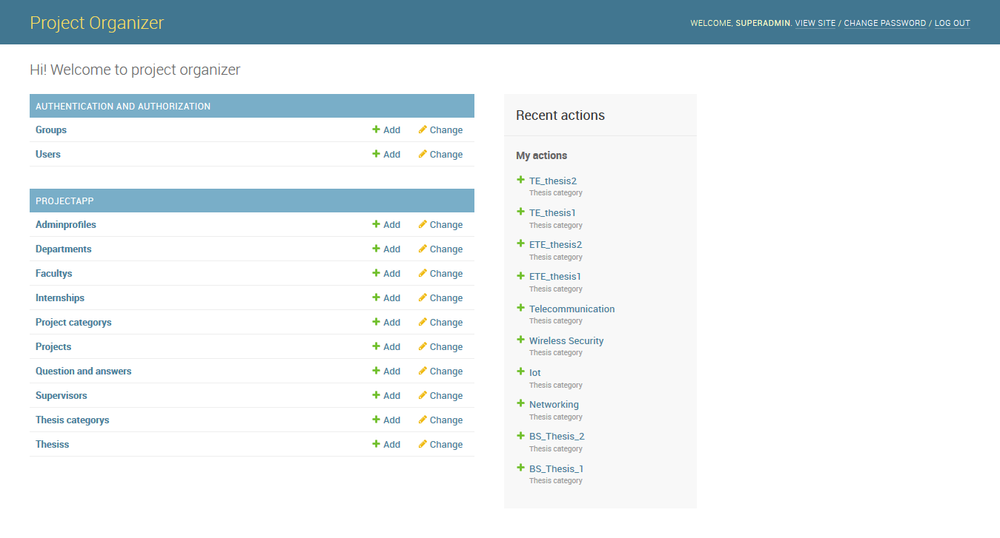 Project Organizer
WELCOME, SUPERADMIN. VIEW SITE / CHANGE PASSWORD / LOG OUT
Hi! Welcome to project organizer
AUTHENTICATION AND AUTHORIZATION
Groups Add Change
Users Add Change
PROJECTAPP
Adminprofiles Add Change
Departments Add Change
Facultys Add Change
Internships Add Change
Project categorys Add Change
Projects Add Change
Question and answers Add Change
Supervisors Add Change
Thesis categorys Add Change
Thesiss Add Change
Recent actions
My actions
TE_thesis2
Thesis category
TE_thesis1
Thesis category
ETE_thesis2
Thesis category
ETE_thesis1
Thesis category
Telecommunication
Thesis category
Wireless Security
Thesis category
Iot
Thesis category
Networking
Thesis category
BS_Thesis_2
Thesis category
BS_Thesis_1
Thesis category